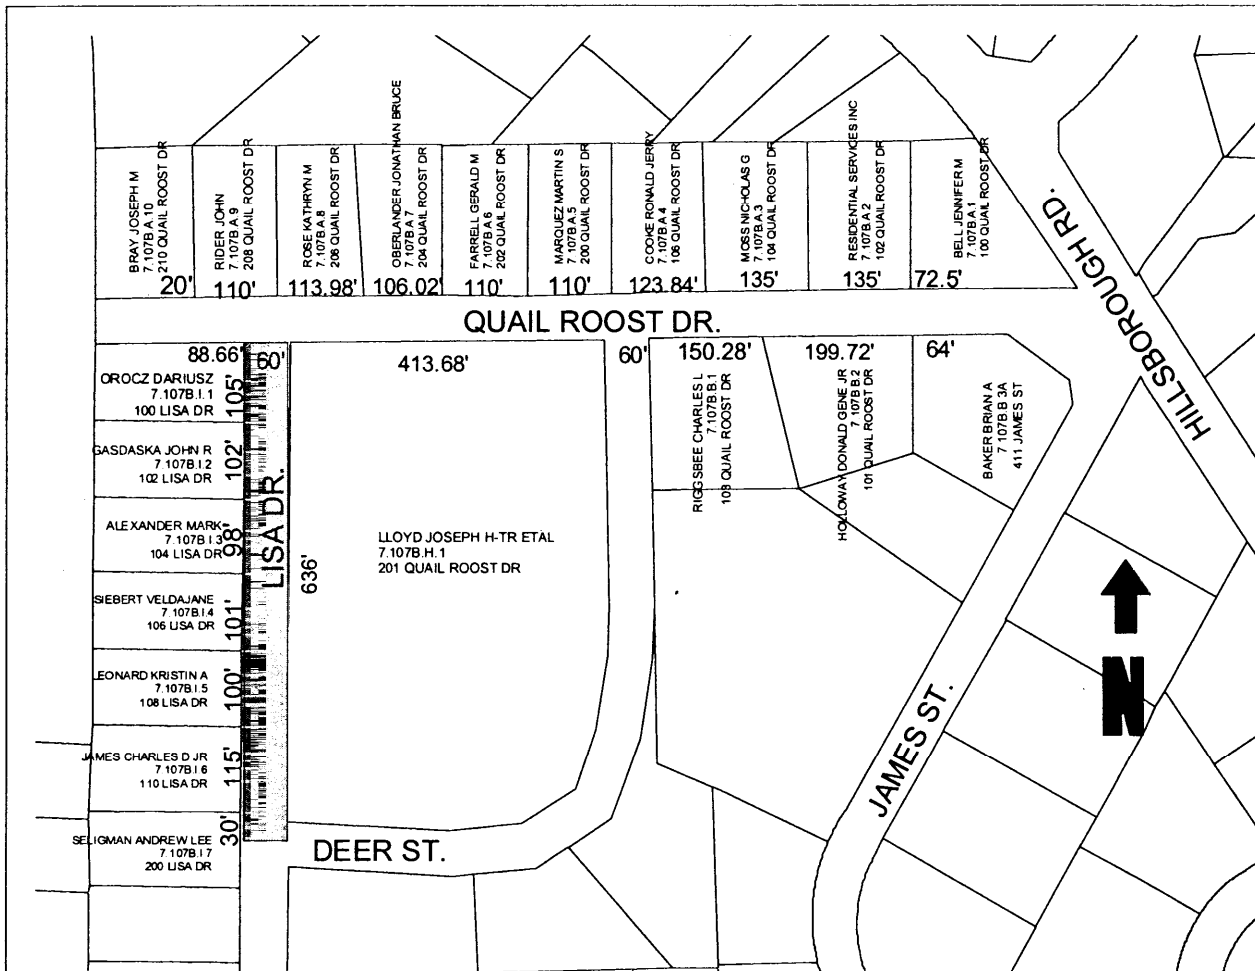 BRAY JOSEPH M
7.107B.A.10
210 QUAIL ROOST DR
RIDER JOHN
7.107B.A.9
208 QUAIL ROOST DR
ROSE KATHRYN M
7.107B.A.8
206 QUAIL ROOST DR
OBERLANDER JONATHAN BRUCE
7.107B.A.7
204 QUAIL ROOST DR
FARRELL GERALD M
7.107B.A.6
202 QUAIL ROOST DR
MARQUEZ MARTIN S
7.107B.A.5
200 QUAIL ROOST DR
COOKE RONALD JERRY
7.107B.A.4
106 QUAIL ROOST DR
MOSS NICHOLAS G
7.107B.A.3
104 QUAIL ROOST DR
RESIDENTIAL SERVICES INC
7.107B.A.2
102 QUAIL ROOST DR
BELL JENNIFER M
7.107B.A.1
100 QUAIL ROOST DR
20' 110' 113.98' 106.02' 110' 110' 123.84' 135' 135' 72.5'
HILLSBOROUGH RD.
QUAIL ROOST DR.
88.66' 60' 413.68' 60' 150.28' 199.72' 64'
OROCZ DARIUSZ
7.107B.I.1
100 LISA DR
105'
GASDASKA JOHN R
7.107B.I.2
102 LISA DR
102'
ALEXANDER MARK
7.107B.I.3
104 LISA DR
98'
SIEBERT VELDAJANE
7.107B.I.4
106 LISA DR
101'
LEONARD KRISTIN A
7.107B.I.5
108 LISA DR
100'
JAMES CHARLES D JR
7.107B.I.6
110 LISA DR
115'
SELIGMAN ANDREW LEE
7.107B.I.7
200 LISA DR
30'
LISA DR.
636'
LLOYD JOSEPH H-TR ETAL
7.107B.H.1
201 QUAIL ROOST DR
RIGGSBEE CHARLES L
7.107B.B.1
103 QUAIL ROOST DR
HOLLOWAY DONALD GENE JR
7.107B.B.2
101 QUAIL ROOST DR
BAKER BRIAN A
7.107B.B.3A
411 JAMES ST
N
JAMES ST.
DEER ST.